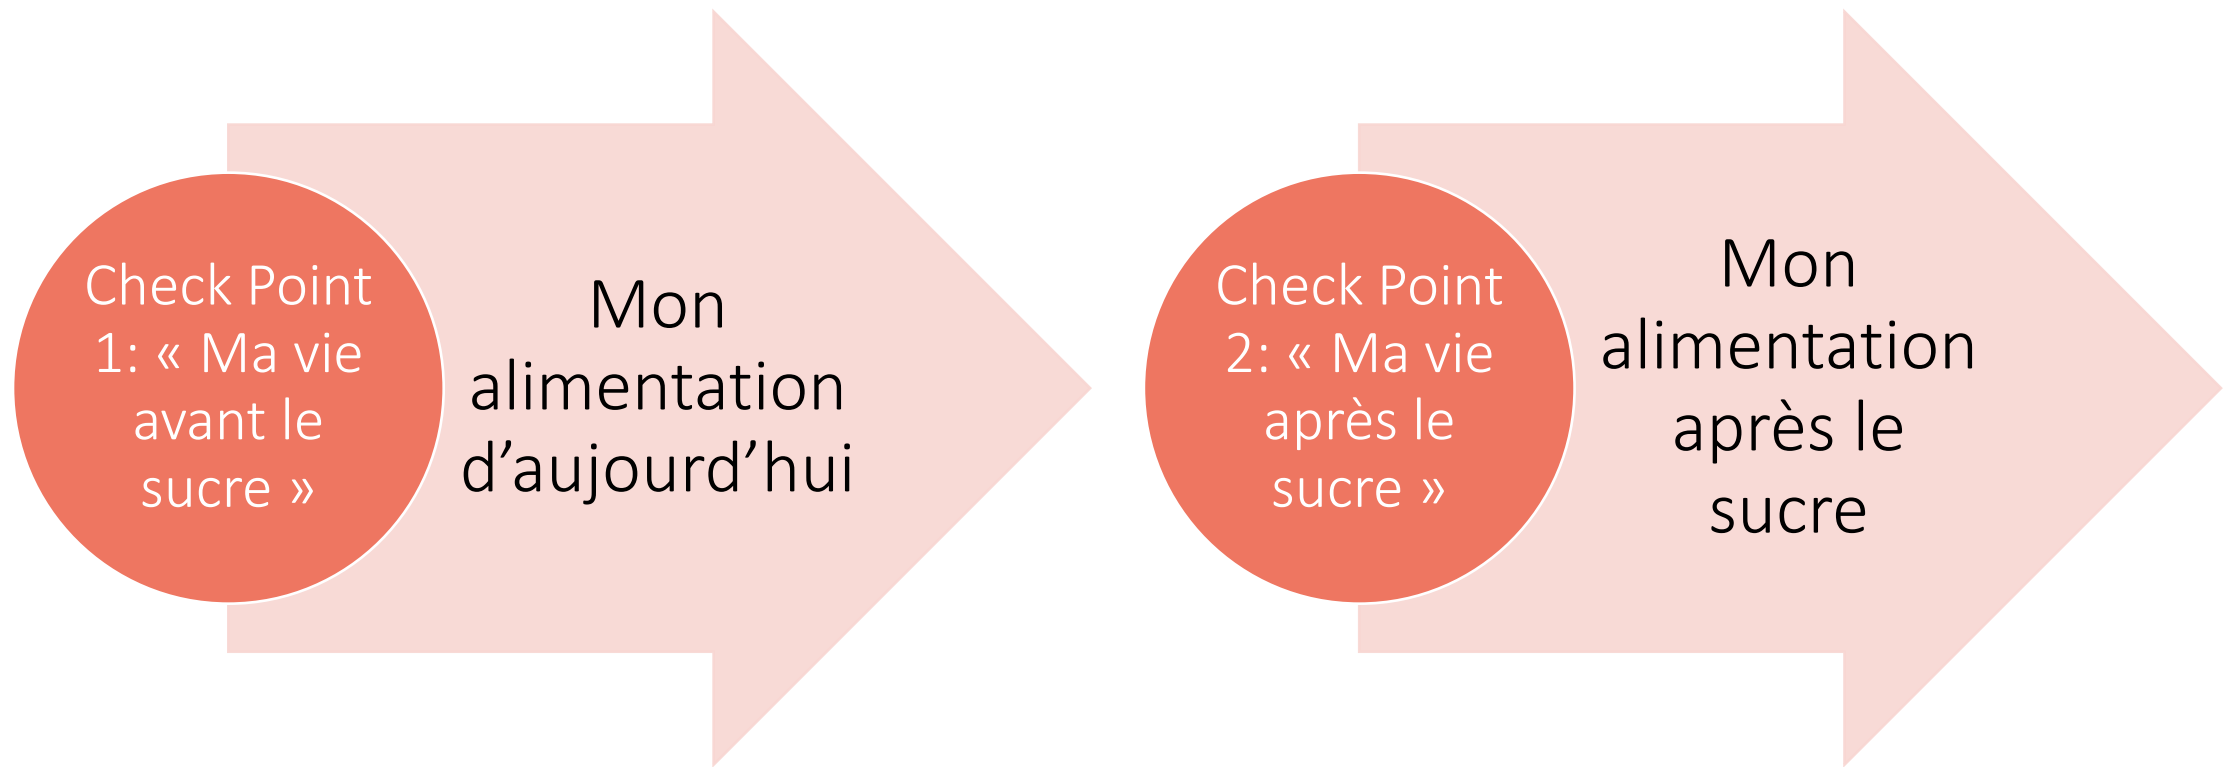 Check Point
1: « Ma vie
avant le
sucre »
Mon
alimentation
d’aujourd’hui
Check Point
2: « Ma vie
après le
sucre »
Mon
alimentation
après le
sucre